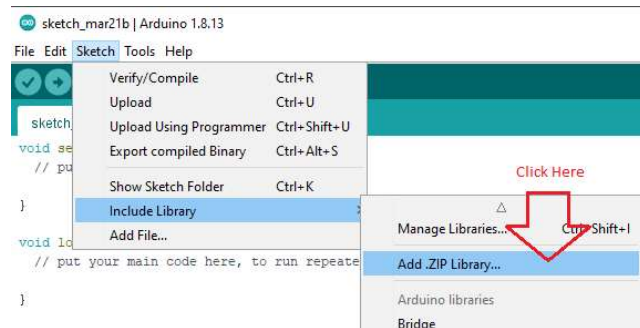 sketch_mar21b | Arduino 1.8.13
File Edit Sketch Tools Help
Verify/Compile Ctrl+R
Upload Ctrl+U
sketch_
Upload Using Programmer Ctrl+Shift+U
void se
Export compiled Binary Ctrl+Alt+S
// pu
Click Here
Show Sketch Folder Ctrl+K
}
Include Library
Manage Libraries... Ctrl+Shift+I
Add File...
void lo
// put your main code here, to run repeate
Add .ZIP Library...
}
Arduino libraries
Bridge